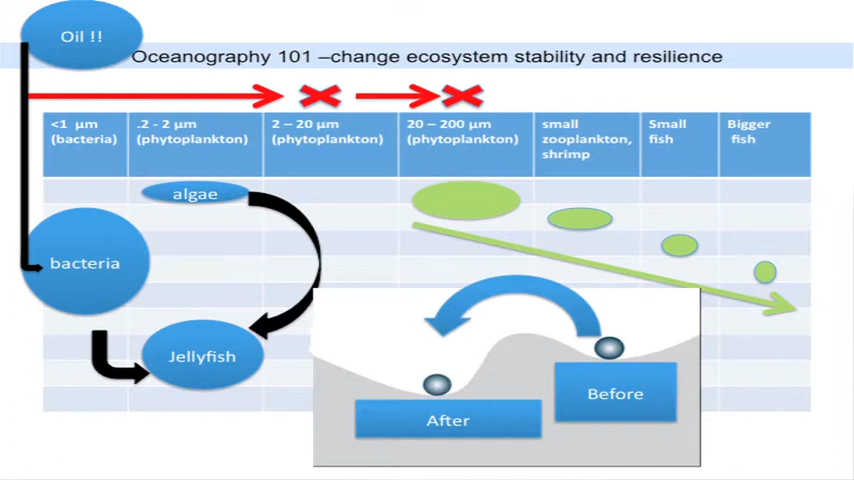 Oil !!
Oceanography 101 –change ecosystem stability and resilience
<1 µm
(bacteria)
.2 - 2 µm
(phytoplankton)
2 – 20 µm
(phytoplankton)
20 – 200 µm
(phytoplankton)
small
zooplankton,
shrimp
Small
fish
Bigger
fish
algae
bacteria
Jellyfish
Before
After